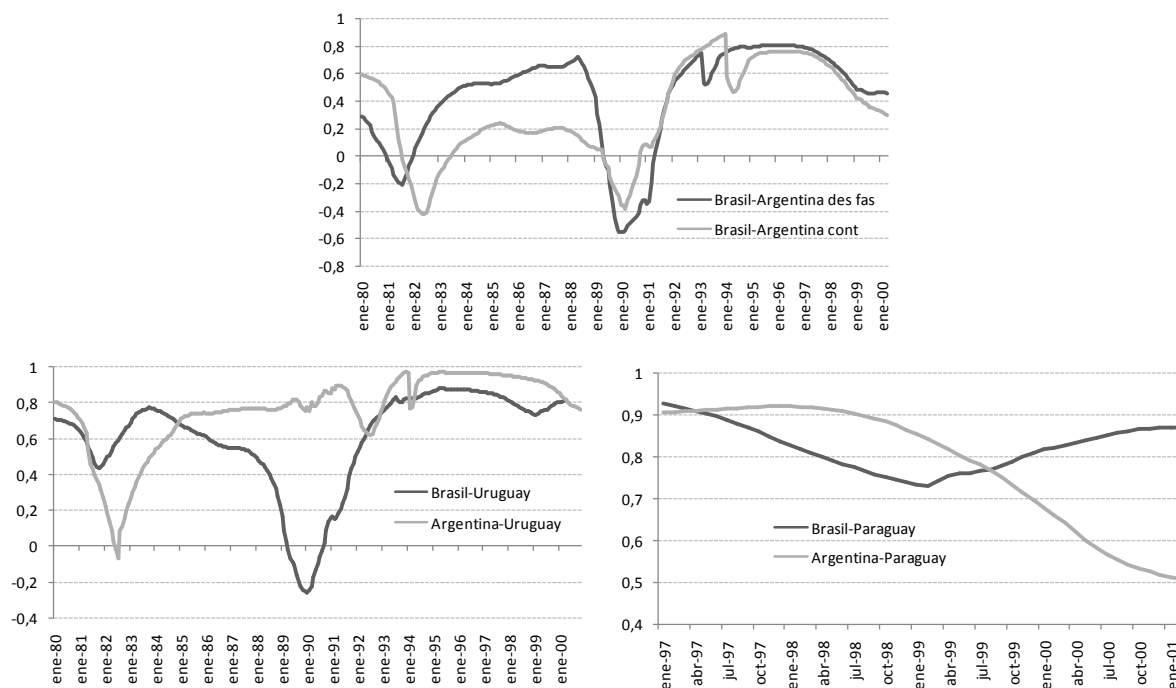 1
0,8
0,6
0,4
0,2
0
-0,2
-0,4
-0,6
-0,8
Brasil-Argentina des fas
Brasil-Argentina cont
ene-80
ene-81
ene-82
ene-83
ene-84
ene-85
ene-86
ene-87
ene-88
ene-89
ene-90
ene-91
ene-92
ene-93
ene-94
ene-95
ene-96
ene-97
ene-98
ene-99
ene-00
1
0,8
0,6
0,4
0,2
0
-0,2
-0,4
Brasil-Uruguay
Argentina-Uruguay
ene-80
ene-81
ene-82
ene-83
ene-84
ene-85
ene-86
ene-87
ene-88
ene-89
ene-90
ene-91
ene-92
ene-93
ene-94
ene-95
ene-96
ene-97
ene-98
ene-99
ene-00
1
0,9
0,8
0,7
0,6
0,5
0,4
Brasil-Paraguay
Argentina-Paraguay
ene-97
abr-97
jul-97
oct-97
ene-98
abr-98
jul-98
oct-98
ene-99
abr-99
jul-99
oct-99
ene-00
abr-00
jul-00
oct-00
ene-01